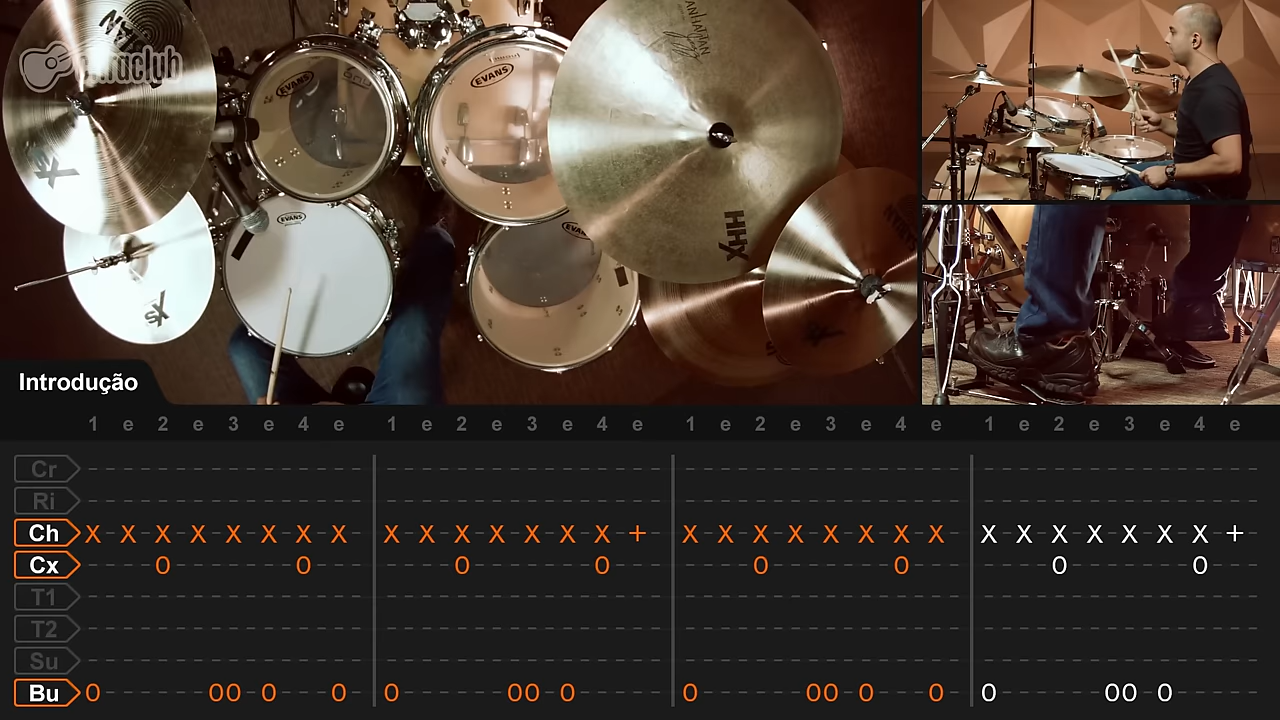 cifraclub
EVANS
EVANS
EVANS
HHX
Introdução
1 e 2 e 3 e 4 e 1 e 2 e 3 e 4 e 1 e 2 e 3 e 4 e 1 e 2 e 3 e 4 e
Cr
Ri
Ch X X X X X X X X X X X X X X X + X X X X X X X X X X X X X X X +
Cx O O O O O O O O
T1
T2
Su
Bu O O O O O O O O O O O O O O O O O O